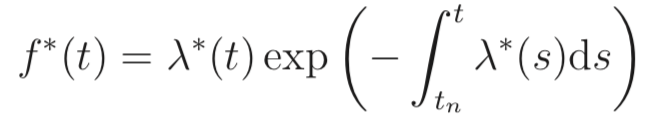 f*(t) = λ*(t) exp(−∫_{t_n}^{t} λ*(s)ds)